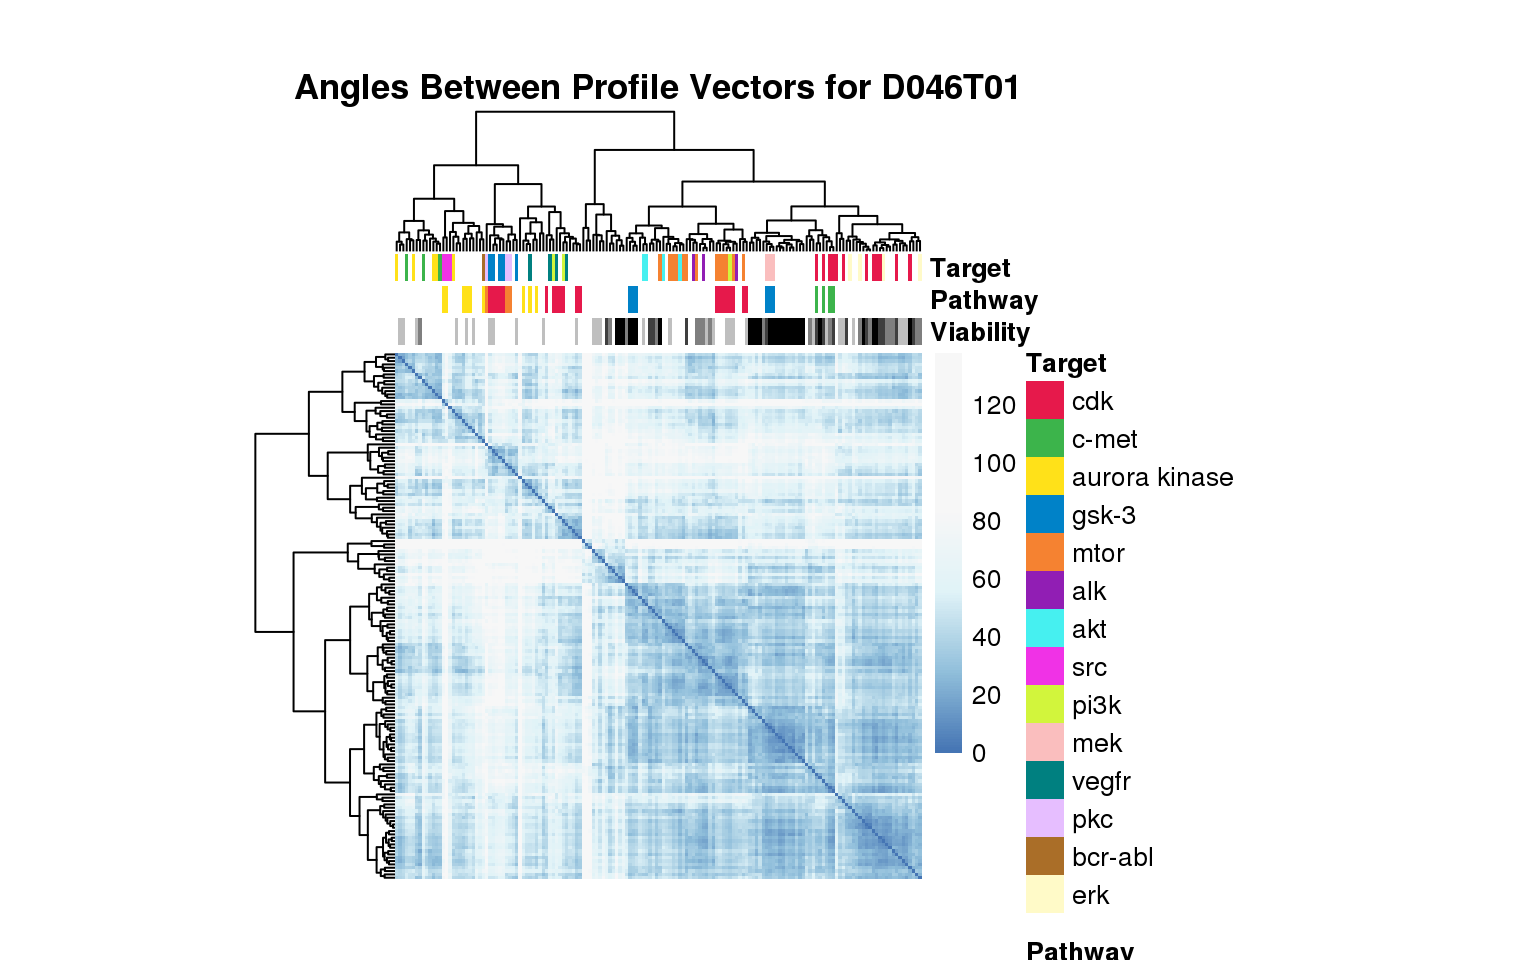 Angles Between Profile Vectors for D046T01
Target
Pathway
Viability
120
100
80
60
40
20
0
Target
cdk
c-met
aurora kinase
gsk-3
mtor
alk
akt
src
pi3k
mek
vegfr
pkc
bcr-abl
erk
Pathway